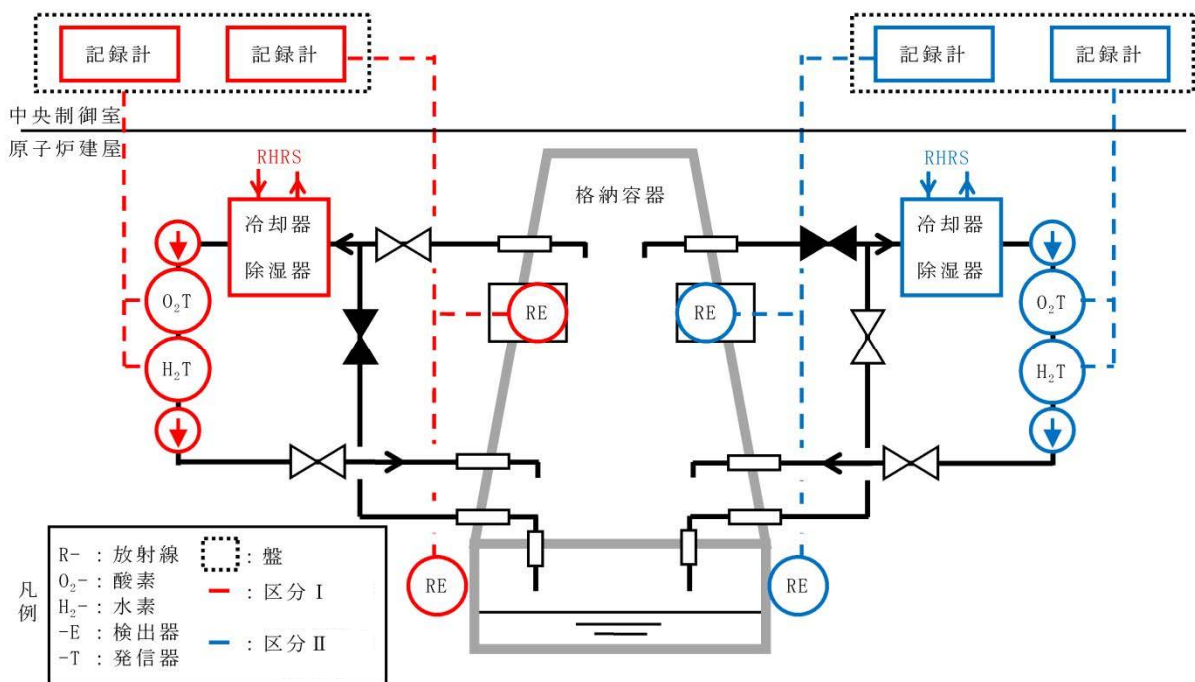 記録計
記録計
記録計
記録計
中央制御室
原子炉建屋
RHRS
RHRS
格納容器
冷却器
除湿器
冷却器
除湿器
O₂T
RE
RE
O₂T
H₂T
H₂T
RE
RE
凡例
R- : 放射線
O₂- : 酸素
H₂- : 水素
-E : 検出器
-T : 発信器
: 盤
: 区分Ⅰ
: 区分Ⅱ